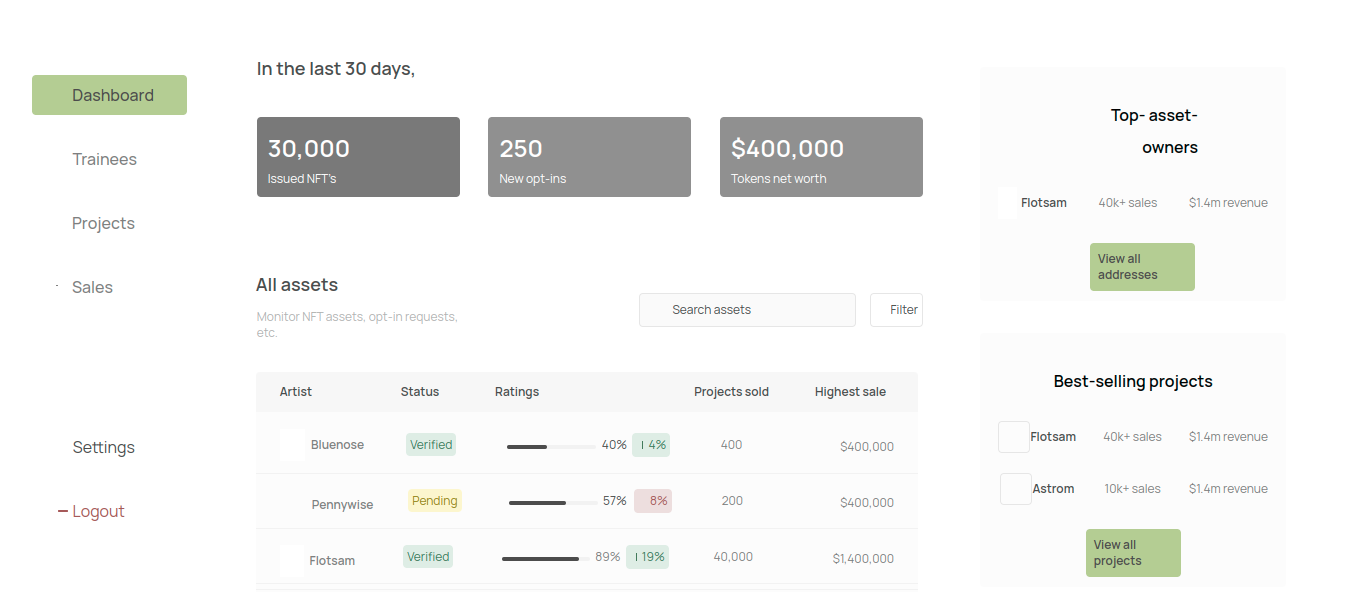 Dashboard
Trainees
Projects
Sales
Settings
Logout
In the last 30 days,
30,000
Issued NFT's
250
New opt-ins
$400,000
Tokens net worth
All assets
Monitor NFT assets, opt-in requests,
etc.
Search assets
Filter
Artist Status Ratings Projects sold Highest sale
Bluenose Verified 40% 4% 400 $400,000
Pennywise Pending 57% 8% 200 $400,000
Flotsam Verified 89% 19% 40,000 $1,400,000
Top- asset-
owners
Flotsam 40k+ sales $1.4m revenue
View all
addresses
Best-selling projects
Flotsam 40k+ sales $1.4m revenue
Astrom 10k+ sales $1.4m revenue
View all
projects